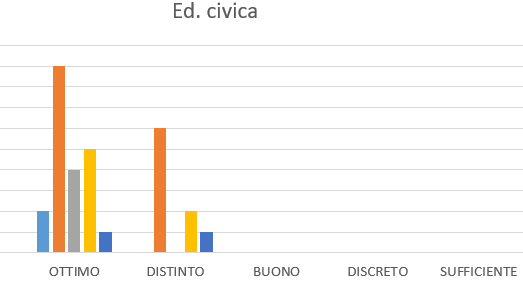 Ed. civica
OTTIMO DISTINTO BUONO DISCRETO SUFFICIENTE